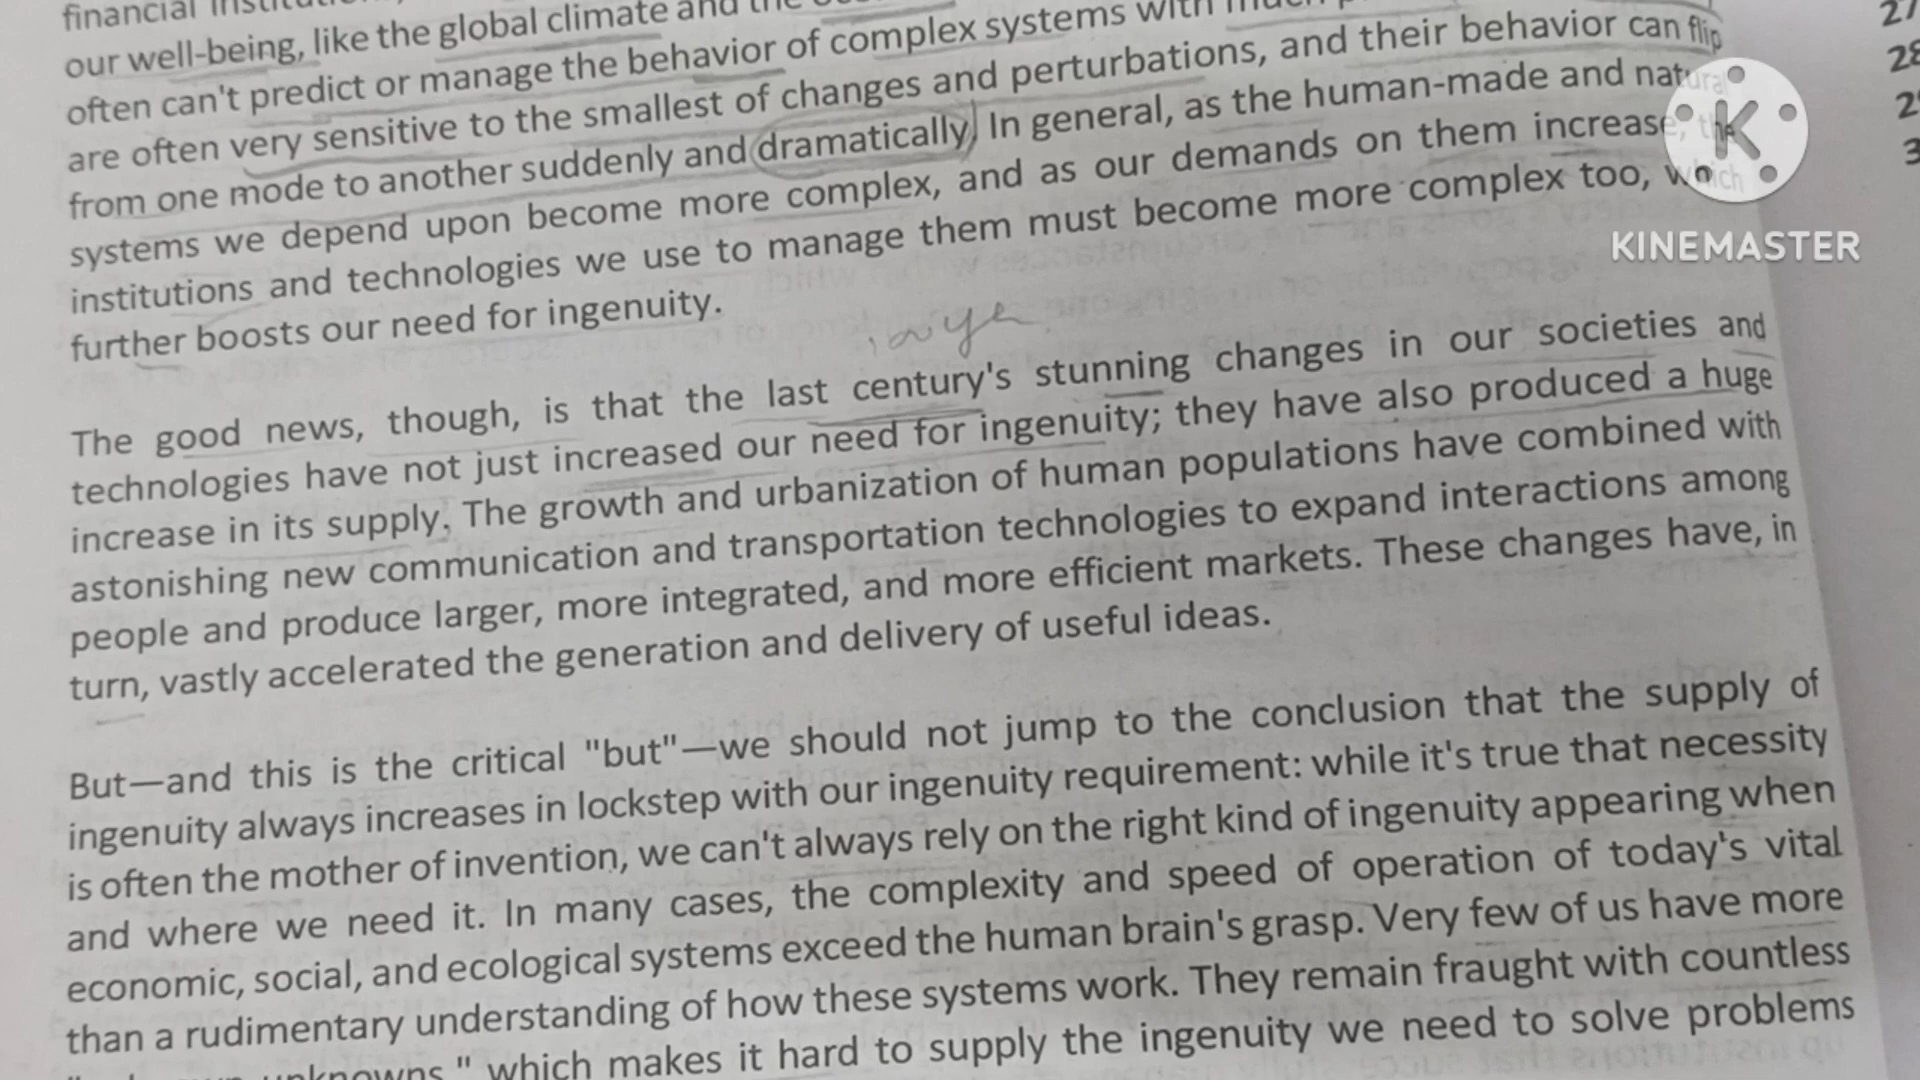 financial
our well-being, like the global climate and the
often can't predict or manage the behavior of complex systems with much
are often very sensitive to the smallest of changes and perturbations, and their behavior can flip
from one mode to another suddenly and dramatically. In general, as the human-made and natural
systems we depend upon become more complex, and as our demands on them increase, the
institutions and technologies we use to manage them must become more complex too, which
further boosts our need for ingenuity.
The good news, though, is that the last century's stunning changes in our societies and
technologies have not just increased our need for ingenuity; they have also produced a huge
increase in its supply. The growth and urbanization of human populations have combined with
astonishing new communication and transportation technologies to expand interactions among
people and produce larger, more integrated, and more efficient markets. These changes have, in
turn, vastly accelerated the generation and delivery of useful ideas.
But—and this is the critical "but"—we should not jump to the conclusion that the supply of
ingenuity always increases in lockstep with our ingenuity requirement: while it's true that necessity
is often the mother of invention, we can't always rely on the right kind of ingenuity appearing when
and where we need it. In many cases, the complexity and speed of operation of today's vital
economic, social, and ecological systems exceed the human brain's grasp. Very few of us have more
than a rudimentary understanding of how these systems work. They remain fraught with countless
unknowns," which makes it hard to supply the ingenuity we need to solve problems
K
KINEMASTER